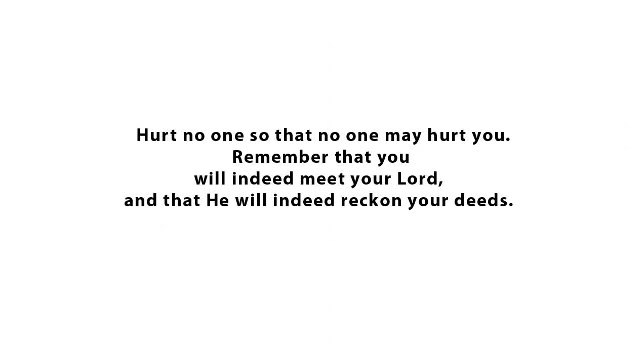 Hurt no one so that no one may hurt you.
Remember that you
will indeed meet your Lord,
and that He will indeed reckon your deeds.